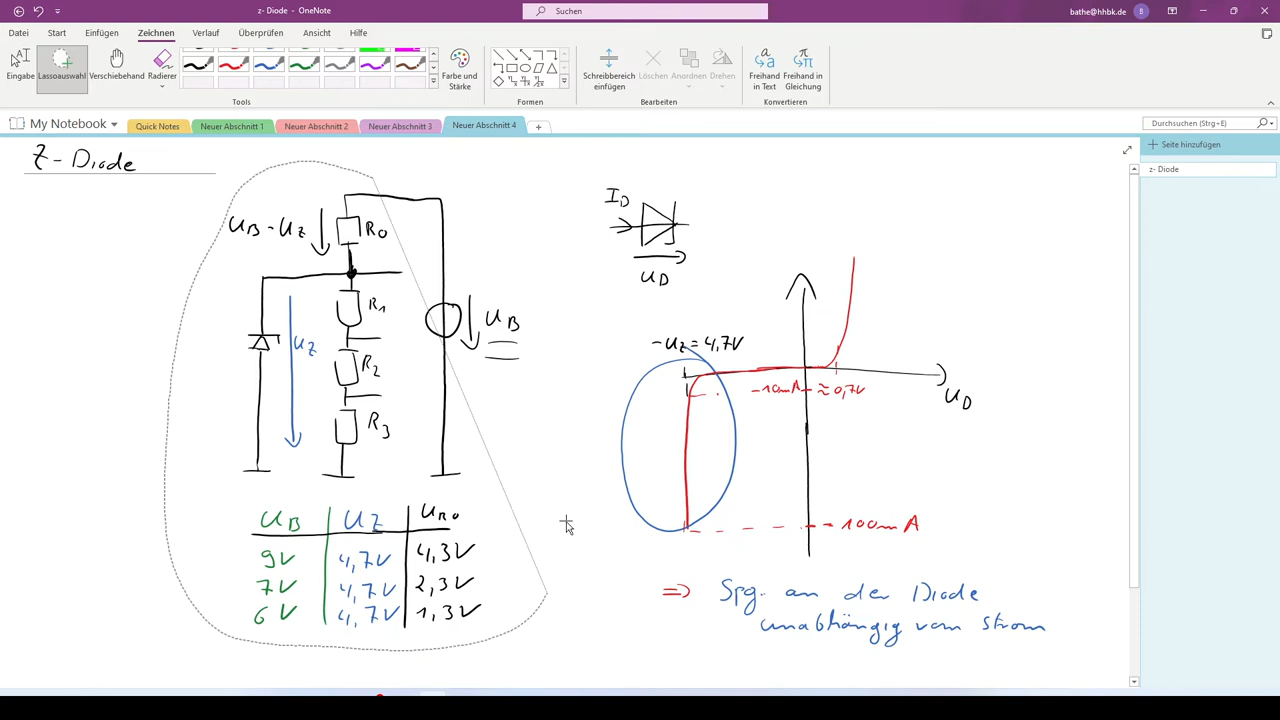 z- Diode - OneNote
Suchen
bathe@hhbk.de
B
Datei Start Einfügen Zeichnen Verlauf Überprüfen Ansicht Hilfe
Eingabe Lassoauswahl Verschiebehand Radierer
Farbe und Stärke
Schreibbereich einfügen
Löschen Anordnen Drehen
Freihand in Text
Freihand in Gleichung
Tools Formen Bearbeiten Konvertieren
My Notebook
Quick Notes Neuer Abschnitt 1 Neuer Abschnitt 2 Neuer Abschnitt 3 Neuer Abschnitt 4
Durchsuchen (Strg+E)
Seite hinzufügen
z- Diode
Z - Diode
UB - UZ
R0
R1
UZ
R2
R3
UB
ID
UD
-UZ = 4,7V
-10mA
≈0,7V
UD
-100mA
UB UZ UR0
9V 4,7V 4,3V
7V 4,7V 2,3V
6V 4,7V 1,3V
=> Spg. an der Diode
unabhängig vom Strom